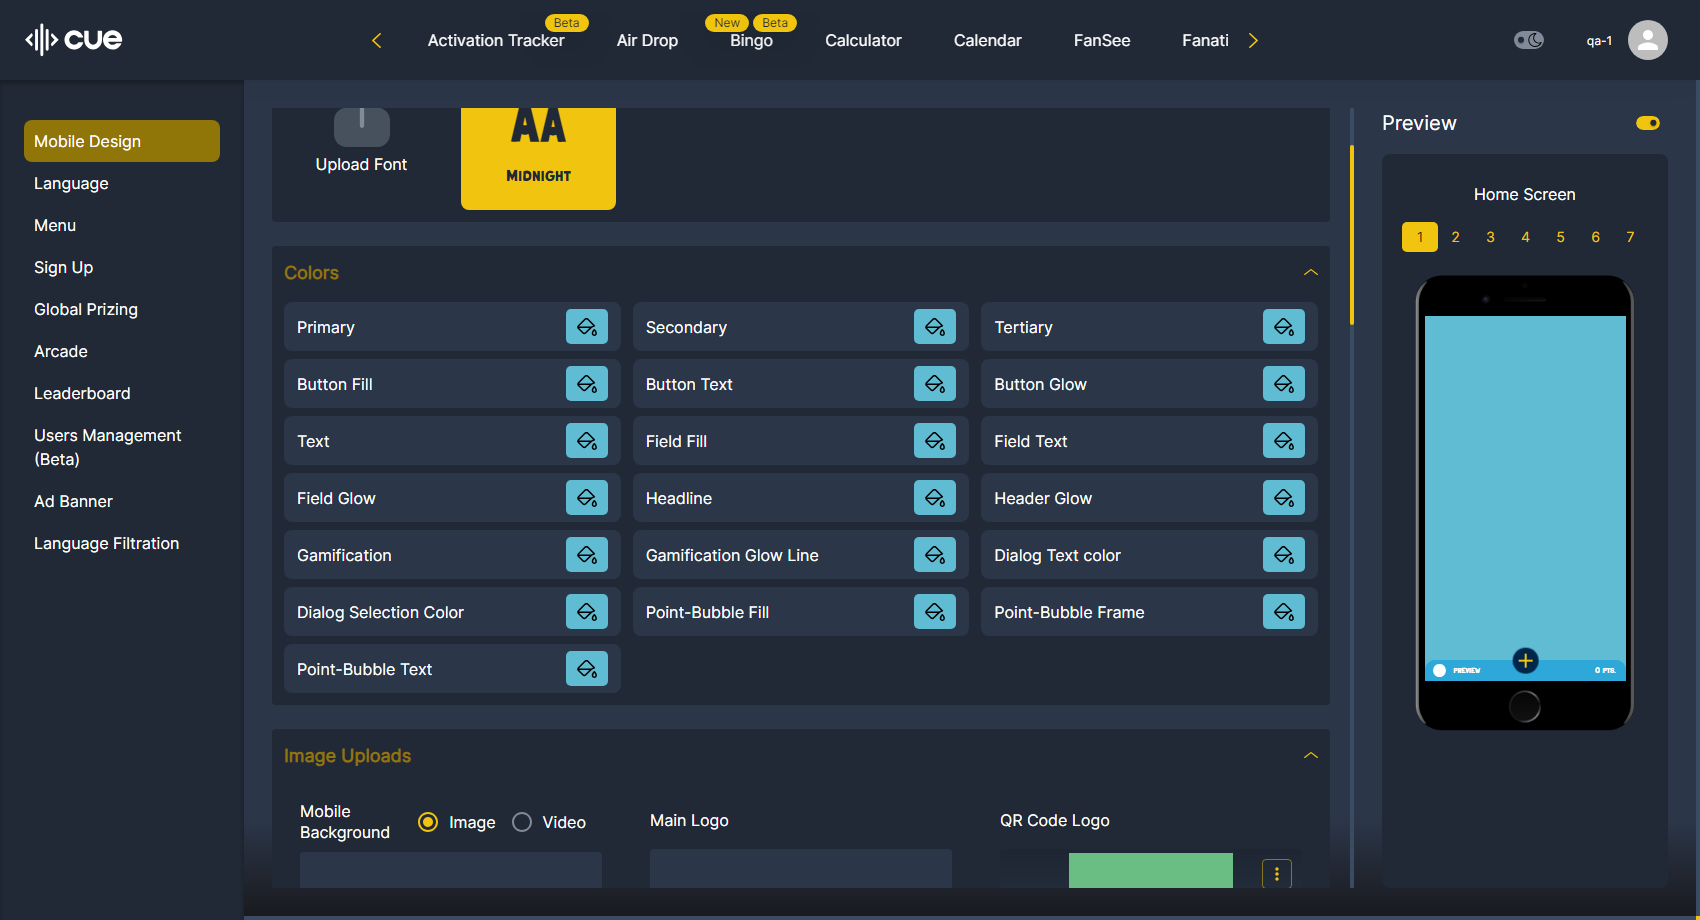 cue
Activation Tracker
Beta
Air Drop
New
Beta
Bingo
Calculator
Calendar
FanSee
Fanati
qa-1
Mobile Design
Language
Menu
Sign Up
Global Prizing
Arcade
Leaderboard
Users Management
(Beta)
Ad Banner
Language Filtration
Upload Font
AA
MIDNIGHT
Colors
Primary
Secondary
Tertiary
Button Fill
Button Text
Button Glow
Text
Field Fill
Field Text
Field Glow
Headline
Header Glow
Gamification
Gamification Glow Line
Dialog Text color
Dialog Selection Color
Point-Bubble Fill
Point-Bubble Frame
Point-Bubble Text
Image Uploads
Mobile
Background
Image
Video
Main Logo
QR Code Logo
Preview
Home Screen
1 2 3 4 5 6 7
PREVIEW
0 PTS.